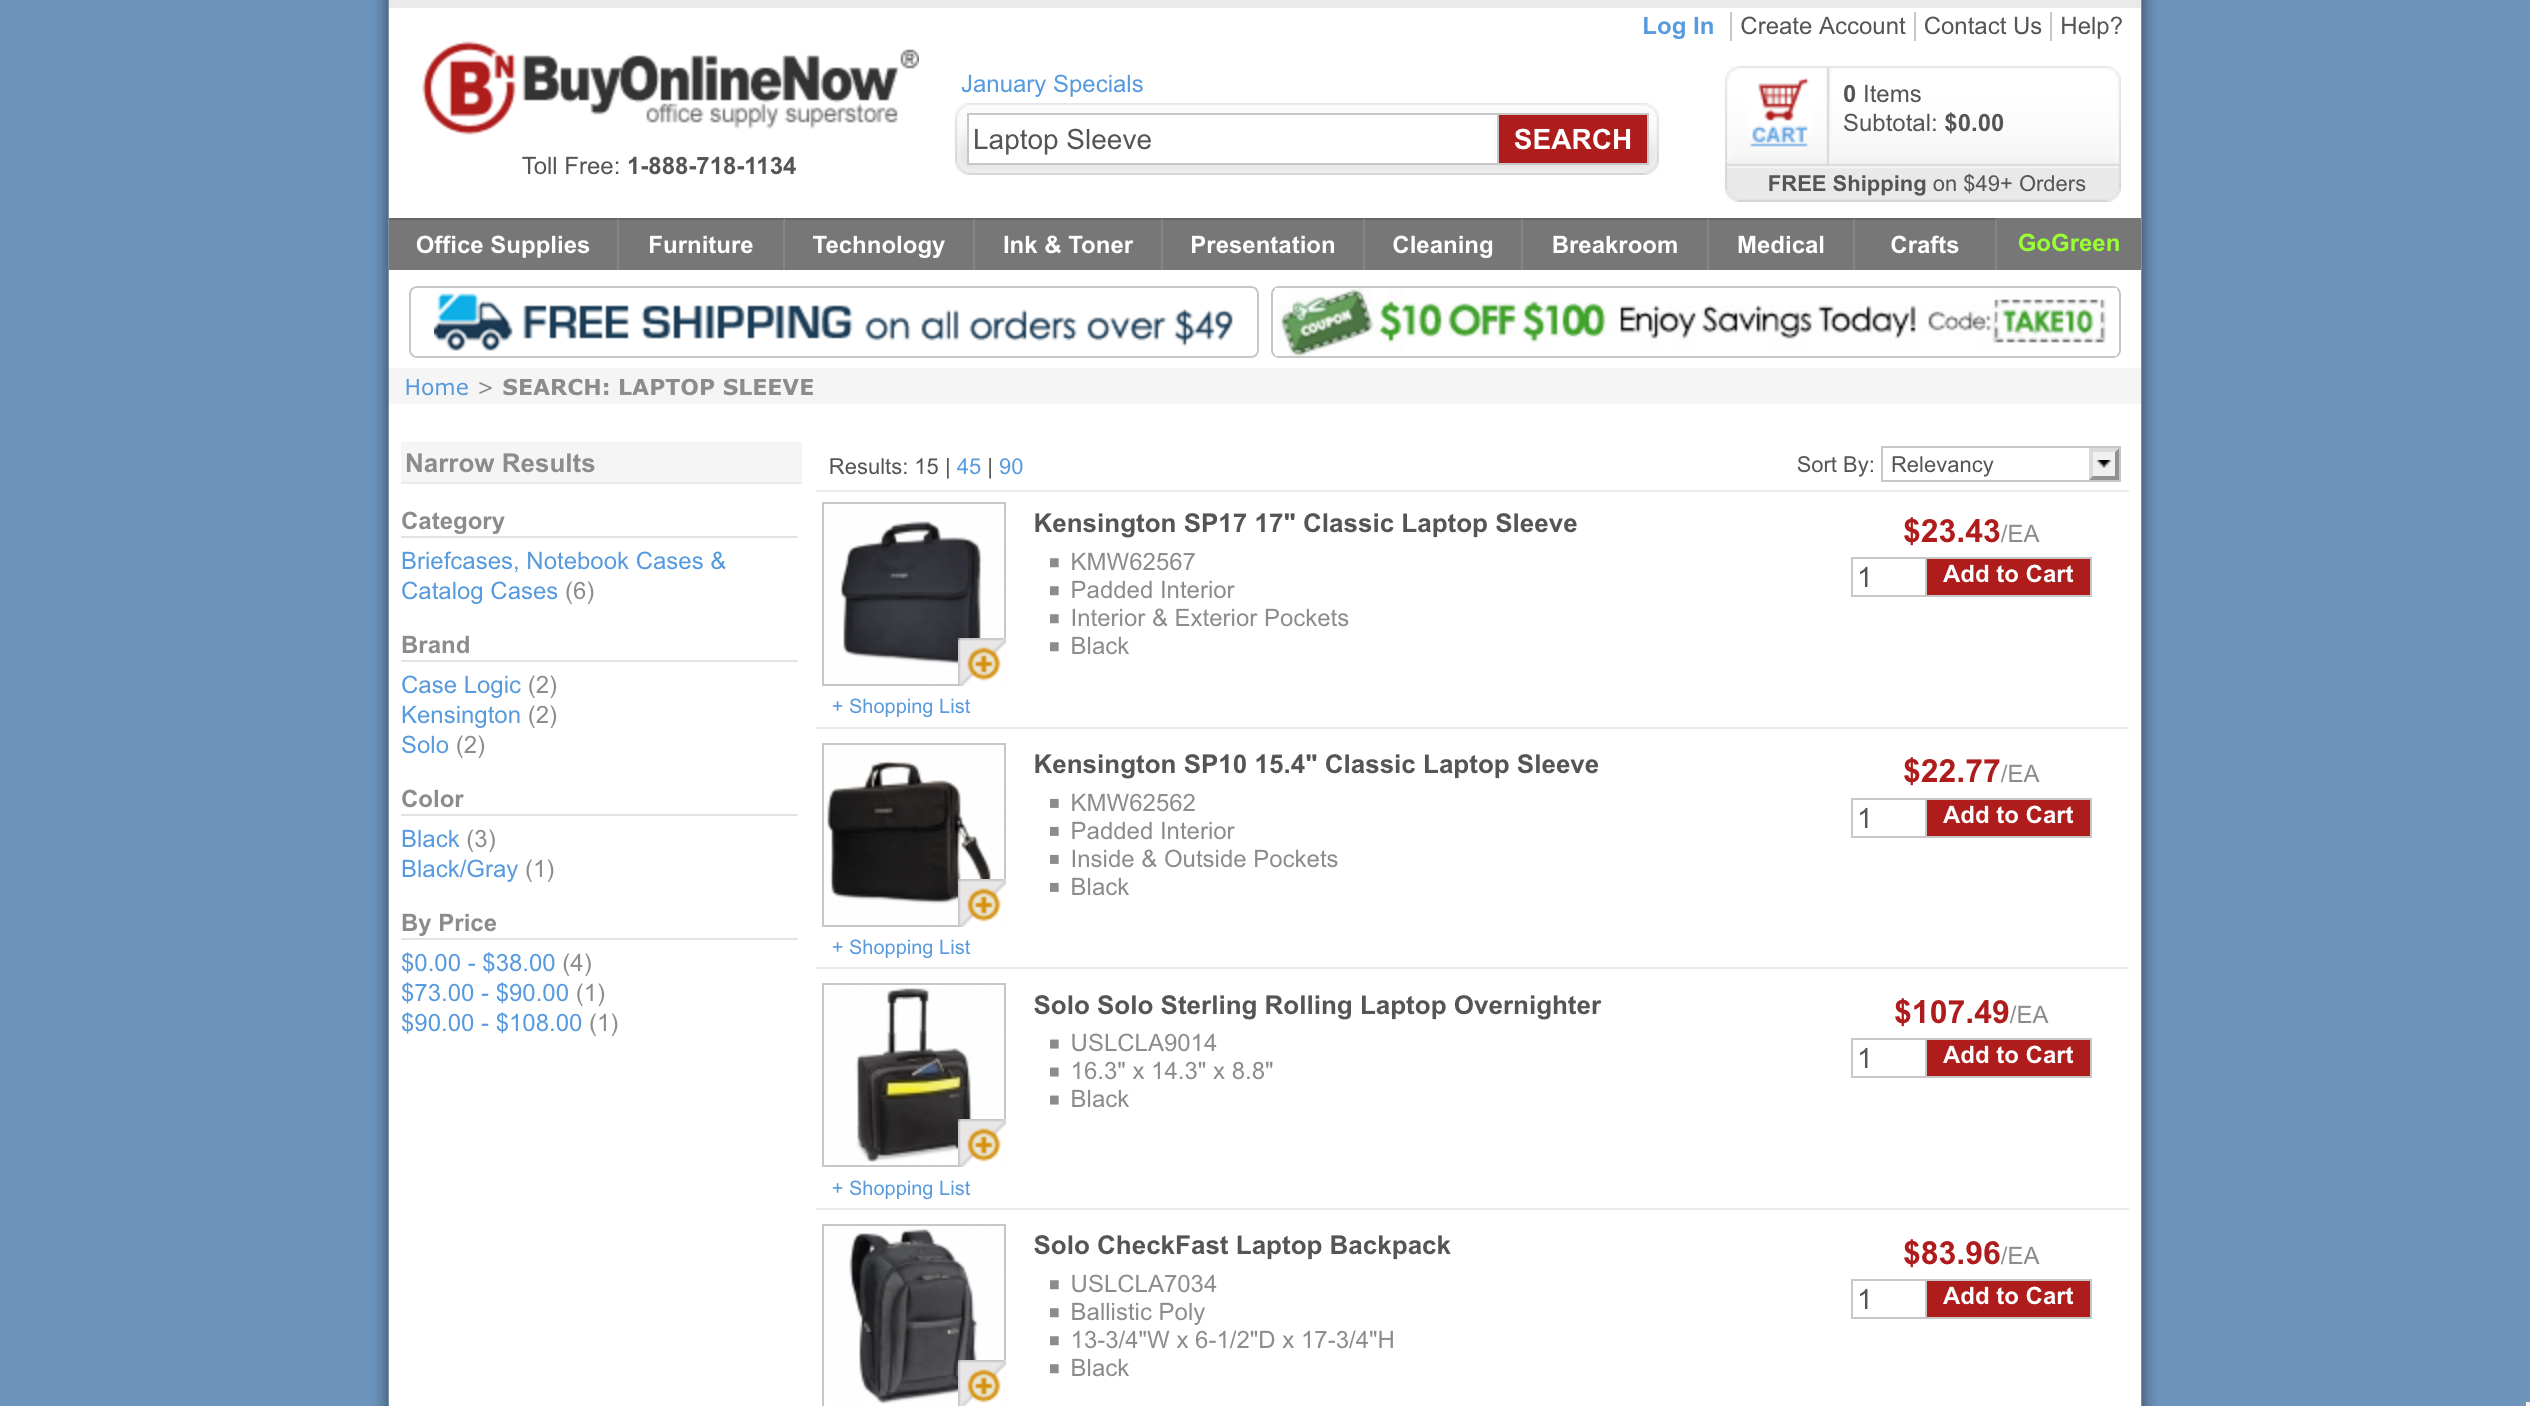 Log In | Create Account | Contact Us | Help?
BN BuyOnlineNow®
office supply superstore
Toll Free: 1-888-718-1134
January Specials
Laptop Sleeve SEARCH
CART
0 Items
Subtotal: $0.00
FREE Shipping on $49+ Orders
Office Supplies Furniture Technology Ink & Toner Presentation Cleaning Breakroom Medical Crafts GoGreen
FREE SHIPPING on all orders over $49
COUPON $10 OFF $100 Enjoy Savings Today! Code: TAKE10
Home > SEARCH: LAPTOP SLEEVE
Narrow Results
Category
Briefcases, Notebook Cases &
Catalog Cases (6)
Brand
Case Logic (2)
Kensington (2)
Solo (2)
Color
Black (3)
Black/Gray (1)
By Price
$0.00 - $38.00 (4)
$73.00 - $90.00 (1)
$90.00 - $108.00 (1)
Results: 15 | 45 | 90
Sort By: Relevancy
Kensington SP17 17" Classic Laptop Sleeve
KMW62567
Padded Interior
Interior & Exterior Pockets
Black
$23.43/EA
1 Add to Cart
+ Shopping List
Kensington SP10 15.4" Classic Laptop Sleeve
KMW62562
Padded Interior
Inside & Outside Pockets
Black
$22.77/EA
1 Add to Cart
+ Shopping List
Solo Solo Sterling Rolling Laptop Overnighter
USLCLA9014
16.3" x 14.3" x 8.8"
Black
$107.49/EA
1 Add to Cart
+ Shopping List
Solo CheckFast Laptop Backpack
USLCLA7034
Ballistic Poly
13-3/4"W x 6-1/2"D x 17-3/4"H
Black
$83.96/EA
1 Add to Cart